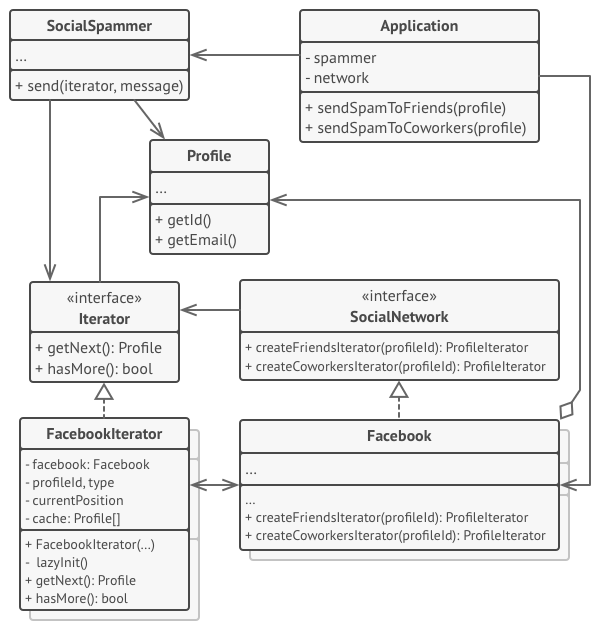 SocialSpammer
...
+ send(iterator, message)
Application
- spammer
- network
+ sendSpamToFriends(profile)
+ sendSpamToCoworkers(profile)
Profile
...
+ getId()
+ getEmail()
«interface»
Iterator
+ getNext(): Profile
+ hasMore(): bool
«interface»
SocialNetwork
+ createFriendsIterator(profileId): ProfileIterator
+ createCoworkersIterator(profileId): ProfileIterator
FacebookIterator
- facebook: Facebook
- profileId, type
- currentPosition
- cache: Profile[]
+ FacebookIterator(...)
- lazyInit()
+ getNext(): Profile
+ hasMore(): bool
Facebook
...
...
+ createFriendsIterator(profileId): ProfileIterator
+ createCoworkersIterator(profileId): ProfileIterator